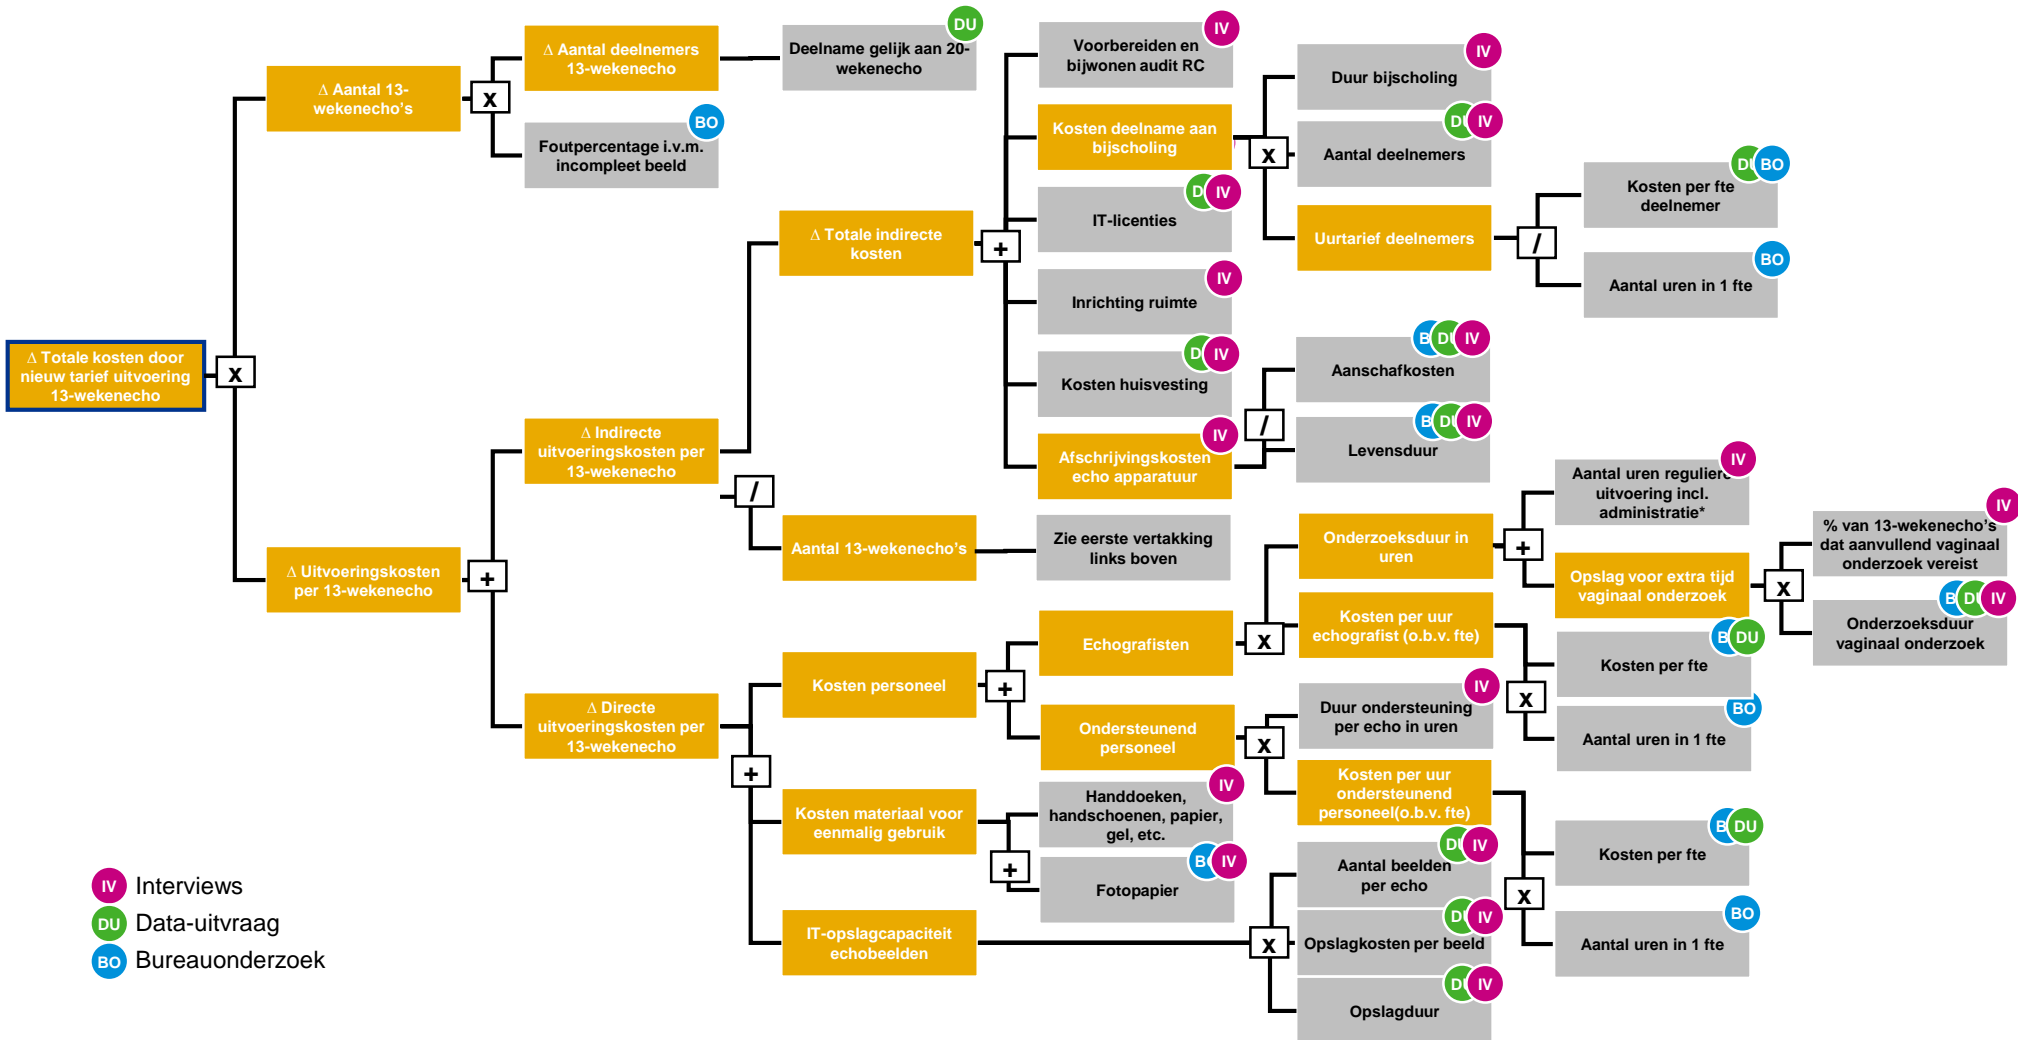 Δ Totale kosten door
nieuw tarief uitvoering
13-wekenecho
x
Δ Aantal 13-
wekenecho's
x
Δ Aantal deelnemers
13-wekenecho
Deelname gelijk aan 20-
wekenecho
DU
Foutpercentage i.v.m.
incompleet beeld
BO
Δ Uitvoeringskosten
per 13-wekenecho
+
Δ Indirecte
uitvoeringskosten per
13-wekenecho
/
Δ Totale indirecte
kosten
+
Voorbereiden en
bijwonen audit RC
IV
Kosten deelname aan
bijscholing
x
Duur bijscholing
IV
Aantal deelnemers
DU IV
Uurtarief deelnemers
/
Kosten per fte
deelnemer
DU BO
Aantal uren in 1 fte
BO
IT-licenties
D IV
Inrichting ruimte
IV
Kosten huisvesting
D IV
Afschrijvingskosten
echo apparatuur
IV
/
Aanschafkosten
B DU IV
Levensduur
B DU IV
Aantal 13-wekenecho's
Zie eerste vertakking
links boven
Δ Directe
uitvoeringskosten per
13-wekenecho
+
Kosten personeel
+
Echografisten
x
Onderzoeksduur in
uren
+
Aantal uren reguliere
uitvoering incl.
administratie*
IV
Opslag voor extra tijd
vaginaal onderzoek
x
% van 13-wekenecho's
dat aanvullend vaginaal
onderzoek vereist
IV
Onderzoeksduur
vaginaal onderzoek
B DU IV
Kosten per uur
echografist (o.b.v. fte)
x
Kosten per fte
B DU
Aantal uren in 1 fte
BO
Ondersteunend
personeel
x
Duur ondersteuning
per echo in uren
IV
Kosten per uur
ondersteunend
personeel(o.b.v. fte)
x
Kosten per fte
B DU
Aantal uren in 1 fte
BO
Kosten materiaal voor
eenmalig gebruik
+
Handdoeken,
handschoenen, papier,
gel, etc.
IV
Fotopapier
BO IV
IT-opslagcapaciteit
echobeelden
x
Aantal beelden
per echo
DU IV
Opslagkosten per beeld
DU IV
Opslagduur
DU IV
IV Interviews
DU Data-uitvraag
BO Bureauonderzoek